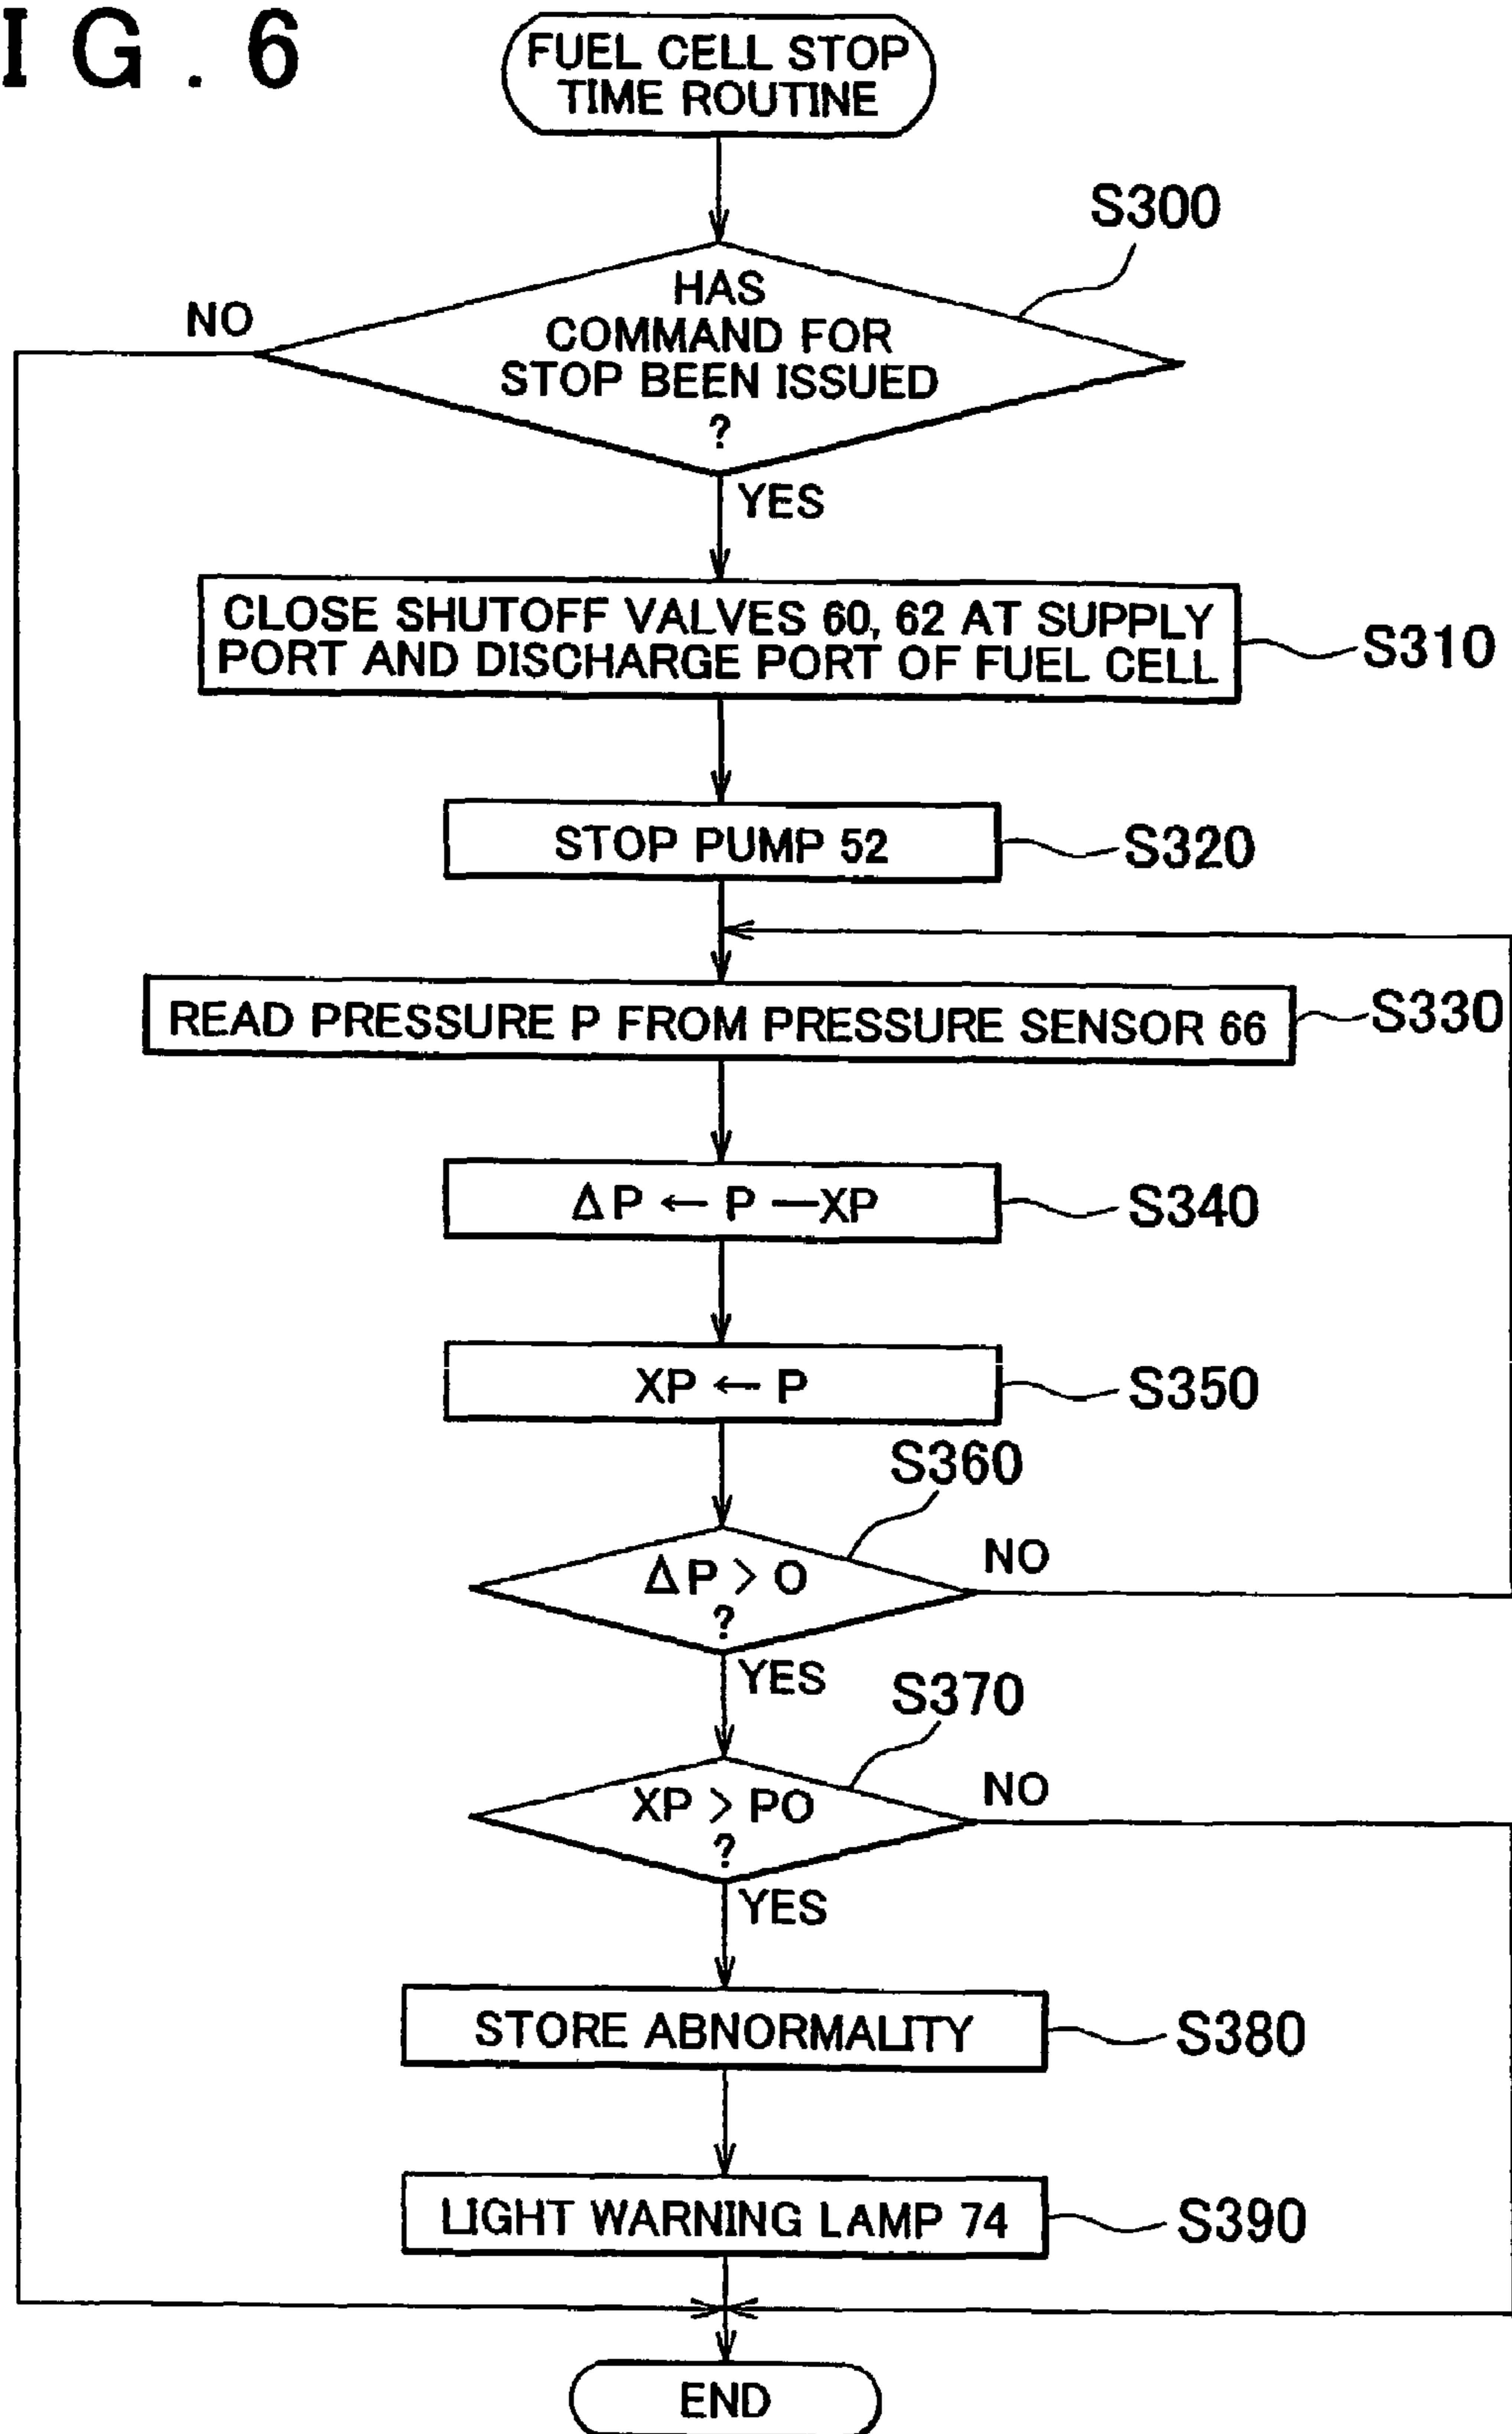 IG.6
FUEL CELL STOP
TIME ROUTINE
S300
HAS
COMMAND FOR
STOP BEEN ISSUED
?
NO
YES
CLOSE SHUTOFF VALVES 60, 62 AT SUPPLY
PORT AND DISCHARGE PORT OF FUEL CELL
S310
STOP PUMP 52
S320
READ PRESSURE P FROM PRESSURE SENSOR 66
S330
ΔP ← P —XP
S340
XP ← P
S350
S360
ΔP > O
?
NO
YES
S370
XP > PO
?
NO
YES
STORE ABNORMALITY
S380
LIGHT WARNING LAMP 74
S390
END